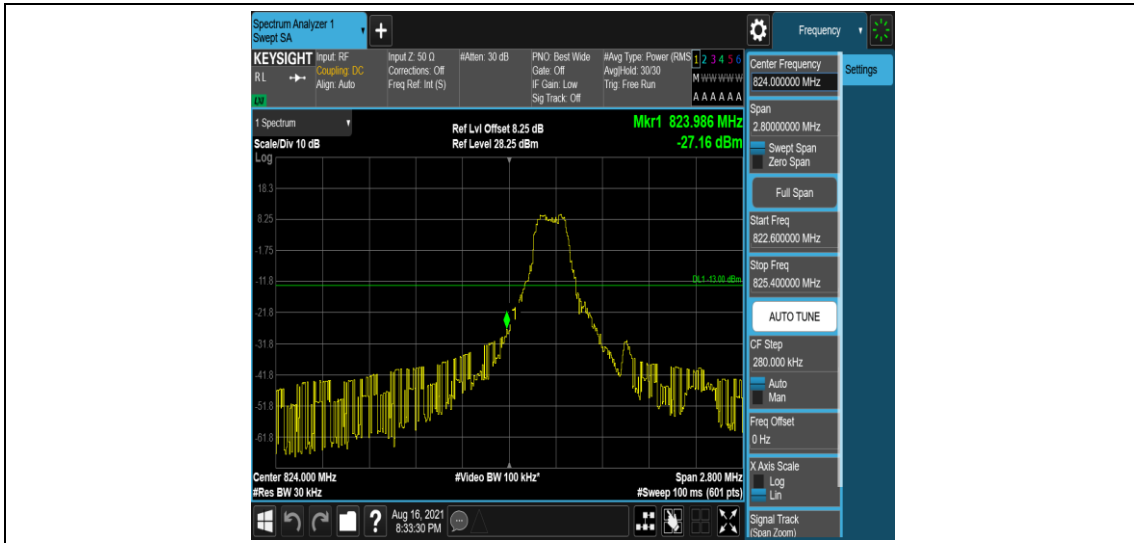 Spectrum Analyzer 1
Swept SA
Frequency
KEYSIGHT
RL
Input: RF
Coupling: DC
Align: Auto
Input Z: 50 Ω
Corrections: Off
Freq Ref: Int (S)
#Atten: 30 dB
PNO: Best Wide
Gate: Off
IF Gain: Low
Sig Track: Off
#Avg Type: Power (RMS
Avg|Hold: 30/30
Trig: Free Run
1 2 3 4 5 6
M W W W W W
A A A A A A
Center Frequency
824.000000 MHz
Settings
Span
2.80000000 MHz
Swept Span
Zero Span
Full Span
Start Freq
822.600000 MHz
Stop Freq
825.400000 MHz
AUTO TUNE
CF Step
280.000 kHz
Auto
Man
Freq Offset
0 Hz
X Axis Scale
Log
Lin
Signal Track
(Span Zoom)
1 Spectrum
Scale/Div 10 dB
Log
Ref Lvl Offset 8.25 dB
Ref Level 28.25 dBm
Mkr1 823.986 MHz
-27.16 dBm
18.3
8.25
-1.75
-11.8
DL1 -13.00 dBm
-21.8
1
-31.8
-41.8
-51.8
-61.8
Center 824.000 MHz
#Video BW 100 kHz*
Span 2.800 MHz
#Res BW 30 kHz
#Sweep 100 ms (601 pts)
?
Aug 16, 2021
8:33:30 PM